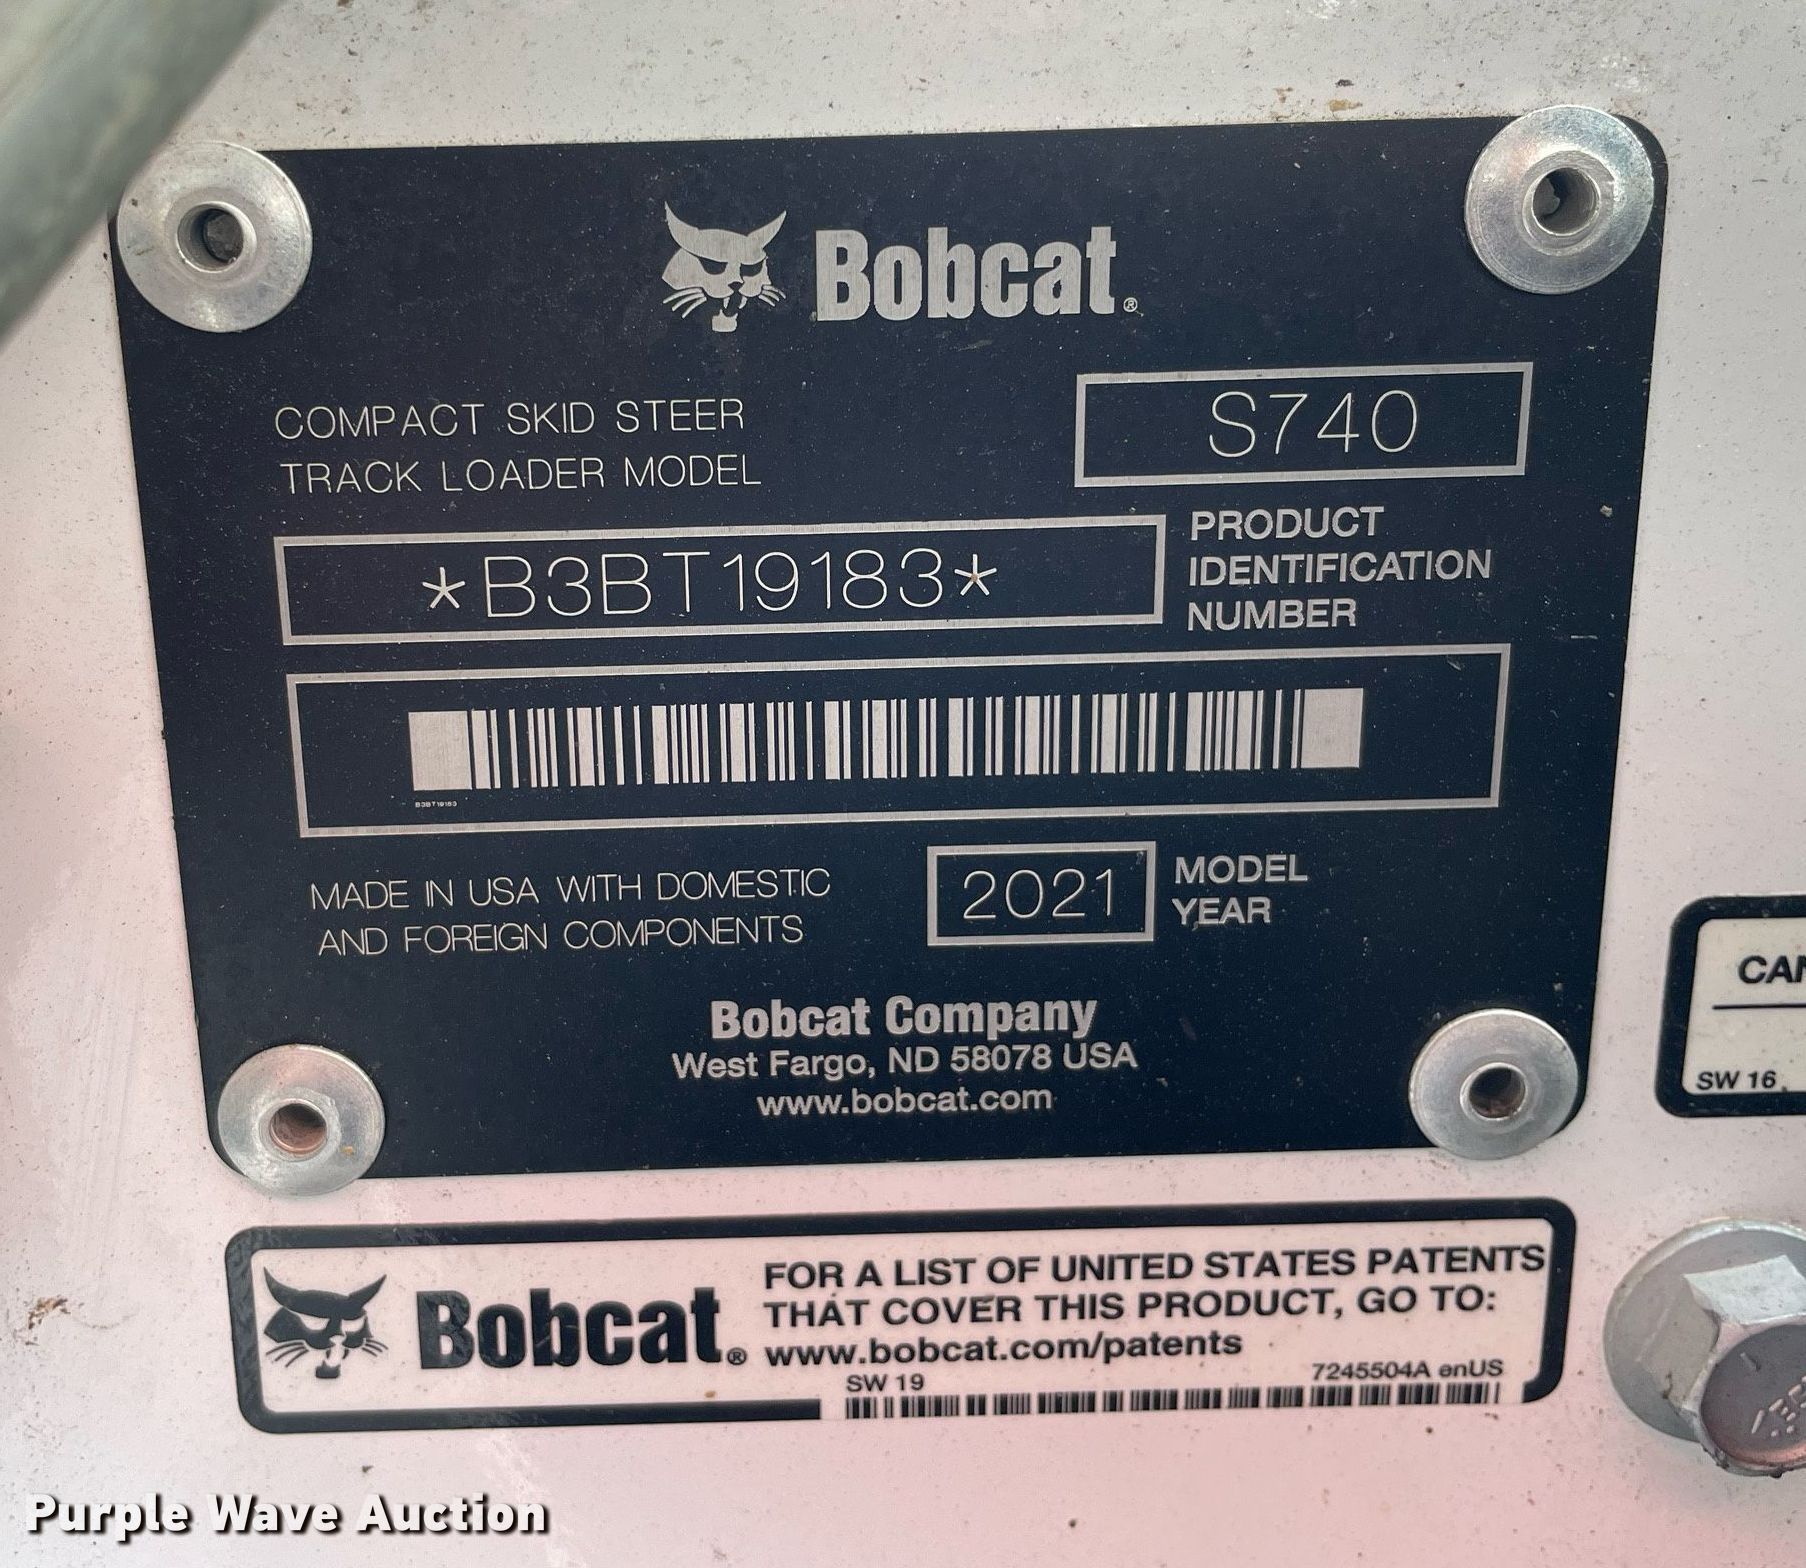 Bobcat®
COMPACT SKID STEER
TRACK LOADER MODEL
S740
*B3BT19183*
PRODUCT
IDENTIFICATION
NUMBER
B3BT19183
MADE IN USA WITH DOMESTIC
AND FOREIGN COMPONENTS
2021
MODEL
YEAR
Bobcat Company
West Fargo, ND 58078 USA
www.bobcat.com
SW 16
Bobcat®
FOR A LIST OF UNITED STATES PATENTS
THAT COVER THIS PRODUCT, GO TO:
www.bobcat.com/patents
SW 19
7245504A enUS
Purple Wave Auction